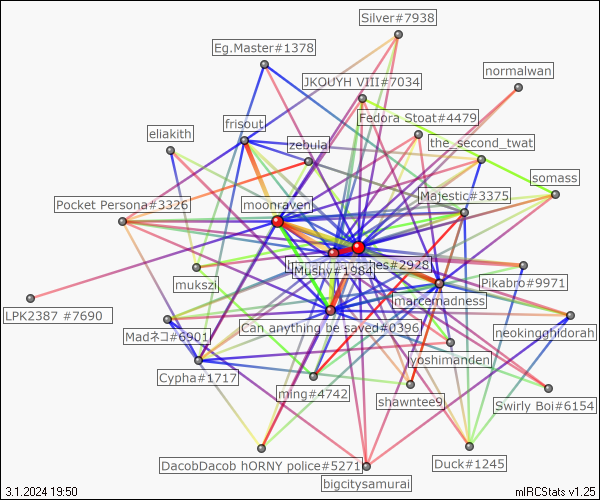 Silver#7938
Eg.Master#1378
normalwan
JKOUYH VIII#7034
Fedora Stoat#4479
frisout
eliakith
zebula
the_second_twat
somass
Majestic#3375
Pocket Persona#3326
moonraven
es#2928
Mushy#1984
mukszi
Pikabro#9971
marcemadness
LPK2387 #7690
Can anything be saved#0396
Madネコ#6901
neokingghidorah
yoshimanden
Cypha#1717
ming#4742
shawntee9
Swirly Boi#6154
DacobDacob hORNY police#5271
Duck#1245
bigcitysamurai
3.1.2024 19:50
mIRCStats v1.25